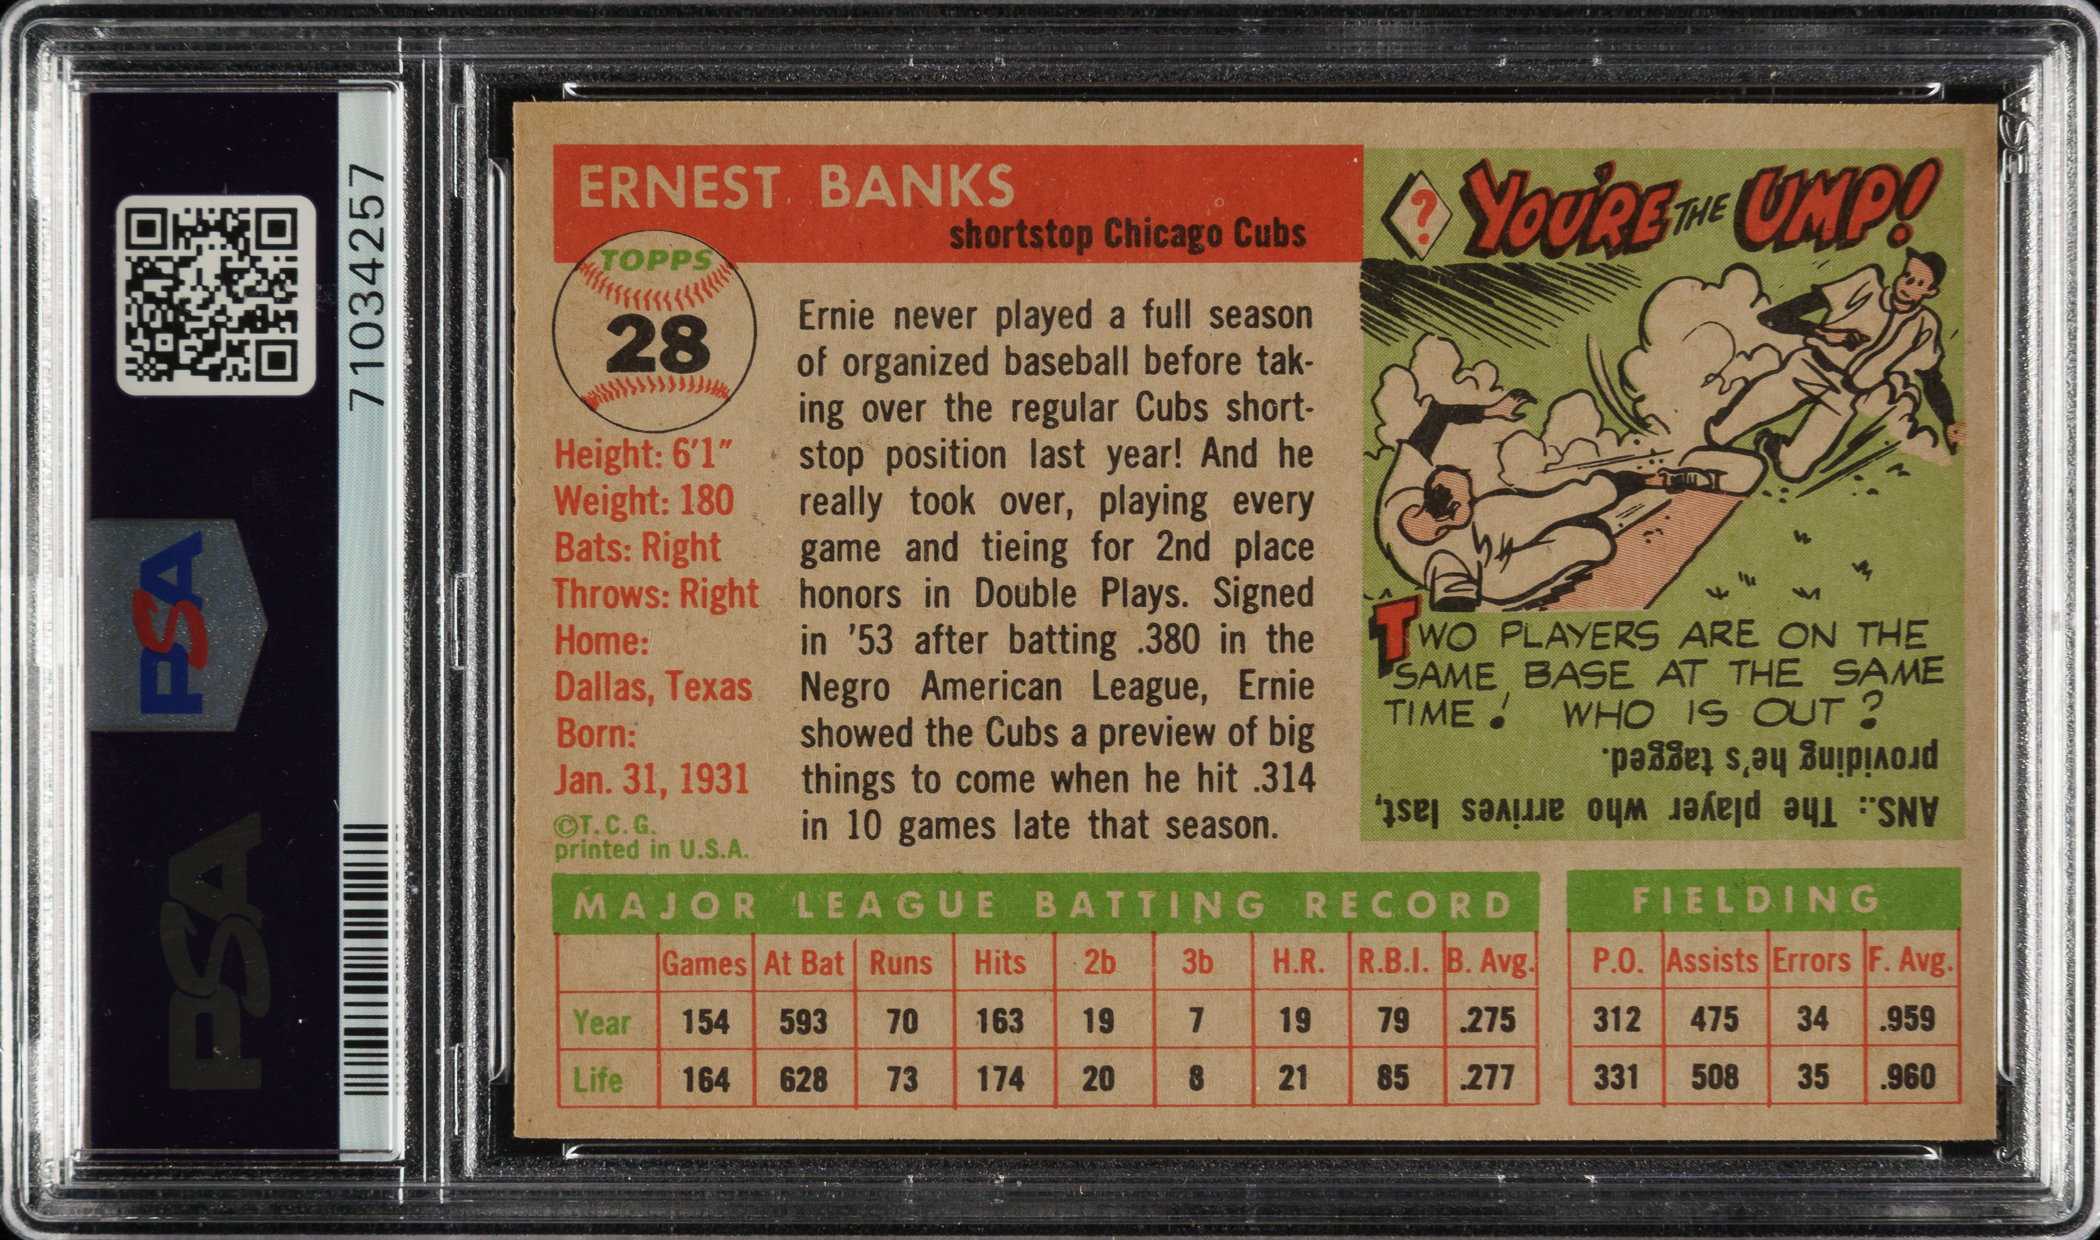 PSA
PSA
71034257
ERNEST BANKS
shortstop Chicago Cubs
TOPPS
28
Height: 6'1"
Weight: 180
Bats: Right
Throws: Right
Home:
Dallas, Texas
Born:
Jan. 31, 1931
©T. C. G.
printed in U.S.A.
Ernie never played a full season
of organized baseball before tak-
ing over the regular Cubs short-
stop position last year! And he
really took over, playing every
game and tieing for 2nd place
honors in Double Plays. Signed
in '53 after batting .380 in the
Negro American League, Ernie
showed the Cubs a preview of big
things to come when he hit .314
in 10 games late that season.
? YOU'RE THE UMP!
TWO PLAYERS ARE ON THE
SAME BASE AT THE SAME
TIME! WHO IS OUT?
ANS.: The player who arrives last,
providing he's tagged.
MAJOR LEAGUE BATTING RECORD
Games At Bat Runs Hits 2b 3b H.R. R.B.I. B. Avg.
Year 154 593 70 163 19 7 19 79 .275
Life 164 628 73 174 20 8 21 85 .277
FIELDING
P.O. Assists Errors F. Avg.
312 475 34 .959
331 508 35 .960